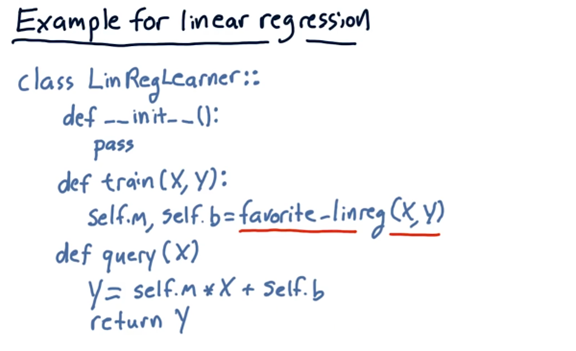 Example for linear regression
class LinRegLearner::
def __init__():
pass
def train(X, Y):
self.m, self.b = favorite_linreg(X, Y)
def query(X)
Y = self.m * X + self.b
return Y